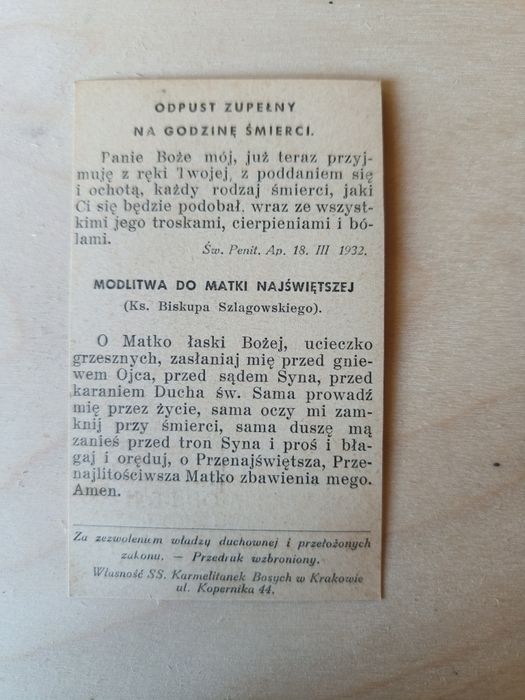 ODPUST ZUPEŁNY
NA GODZINĘ ŚMIERCI.
Panie Boże mój, już teraz przyj-
muję z ręki Twojej, z poddaniem się
i ochotą, każdy rodzaj śmierci, jaki
Ci się będzie podobał, wraz ze wszyst-
kimi jego troskami, cierpieniami i bó-
lami.
Św. Penit. Ap. 18. III 1932.
MODLITWA DO MATKI NAJŚWIĘTSZEJ
(Ks. Biskupa Szlagowskiego).
O Matko łaski Bożej, ucieczko
grzesznych, zasłaniaj mię przed gnie-
wem Ojca, przed sądem Syna, przed
karaniem Ducha św. Sama prowadź
mię przez życie, sama oczy mi zam-
knij przy śmierci, sama duszę mą
zanieś przed tron Syna i proś i bła-
gaj i oręduj, o Przenajświętsza, Prze-
najlitościwsza Matko zbawienia mego.
Amen.
Za zezwoleniem władzy duchownej i przełożonych
zakonu. — Przedruk wzbroniony.
Własność SS. Karmelitanek Bosych w Krakowie
ul. Kopernika 44.